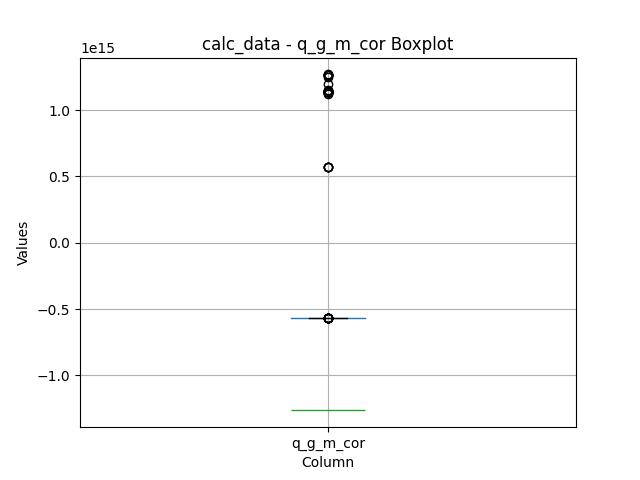 calc_data - q_g_m_cor Boxplot
1e15
1.0
0.5
0.0
−0.5
−1.0
Values
q_g_m_cor
Column